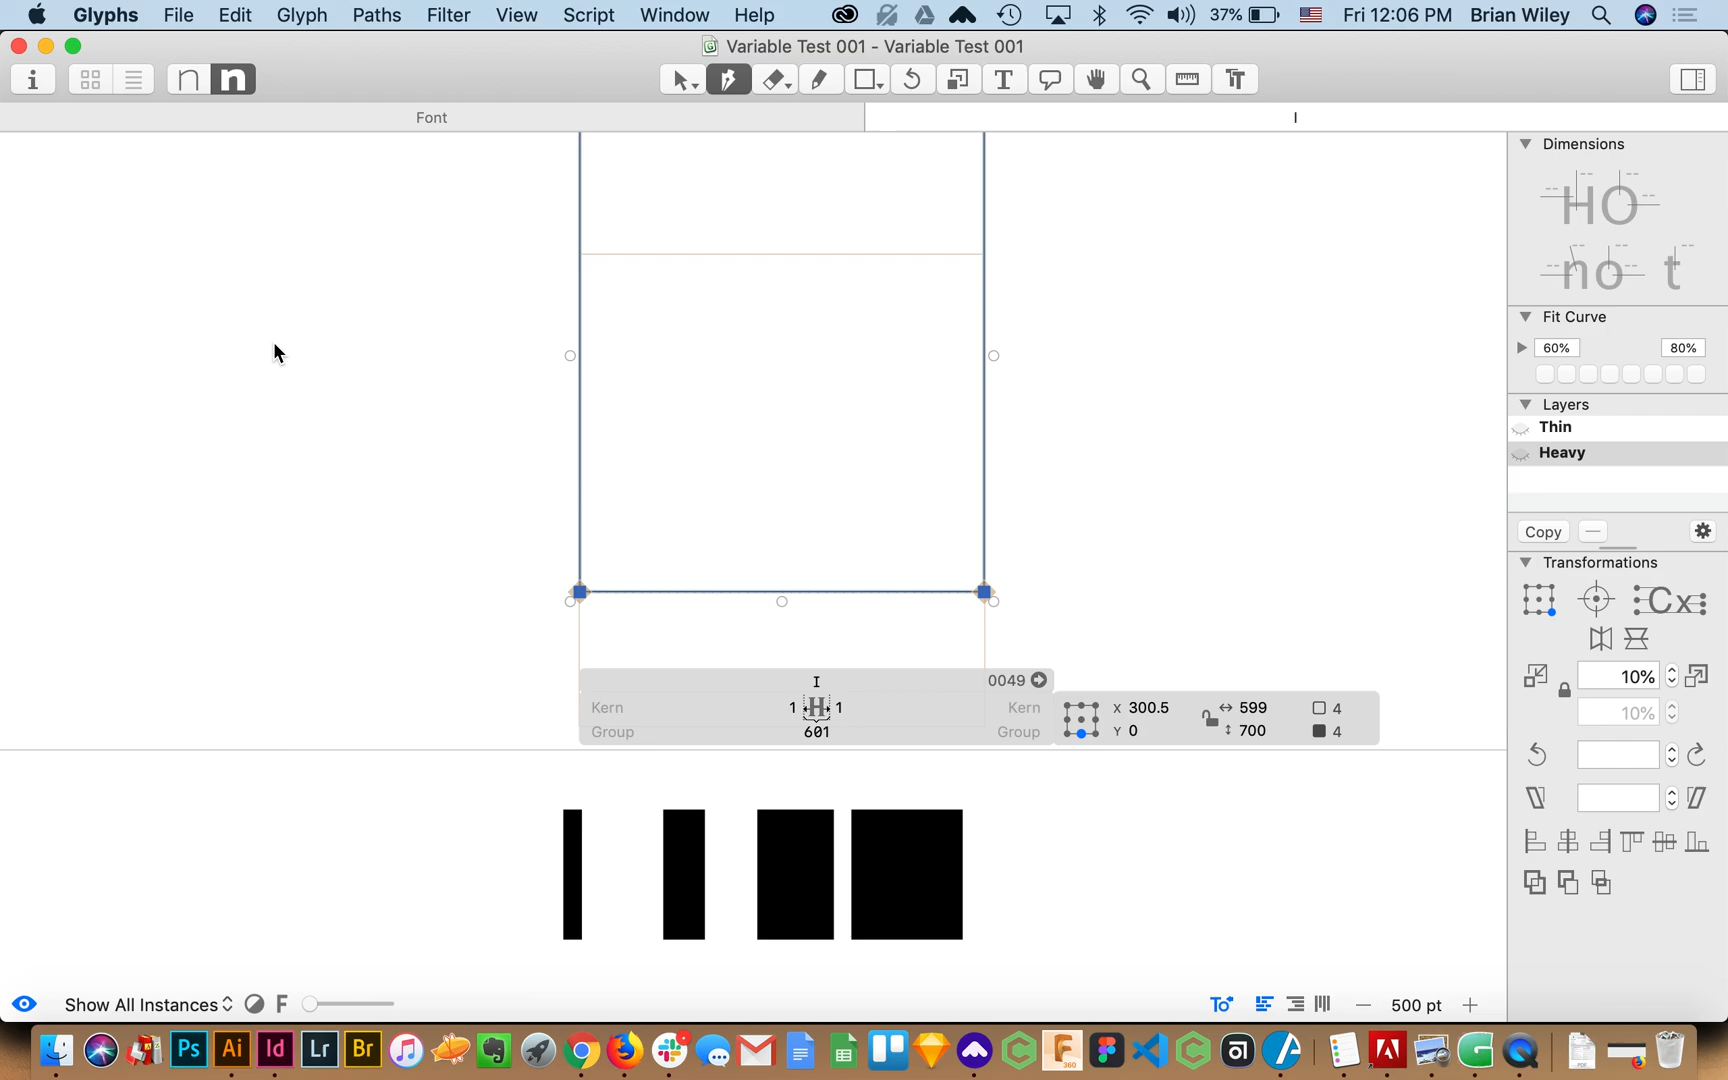 Glyphs File Edit Glyph Paths Filter View Script Window Help 37% Fri 12:06 PM Brian Wiley
Variable Test 001 - Variable Test 001
i n n T
Font I
Dimensions
HO
no t
Fit Curve
60% 80%
Layers
Thin
Heavy
Copy
Transformations
Cx
10%
10%
I 0049
Kern 1 H 1 Kern
Group 601 Group
X 300.5 599 4
Y 0 700 4
Show All Instances F 500 pt
Ps Ai Id Lr Br
360
PDF